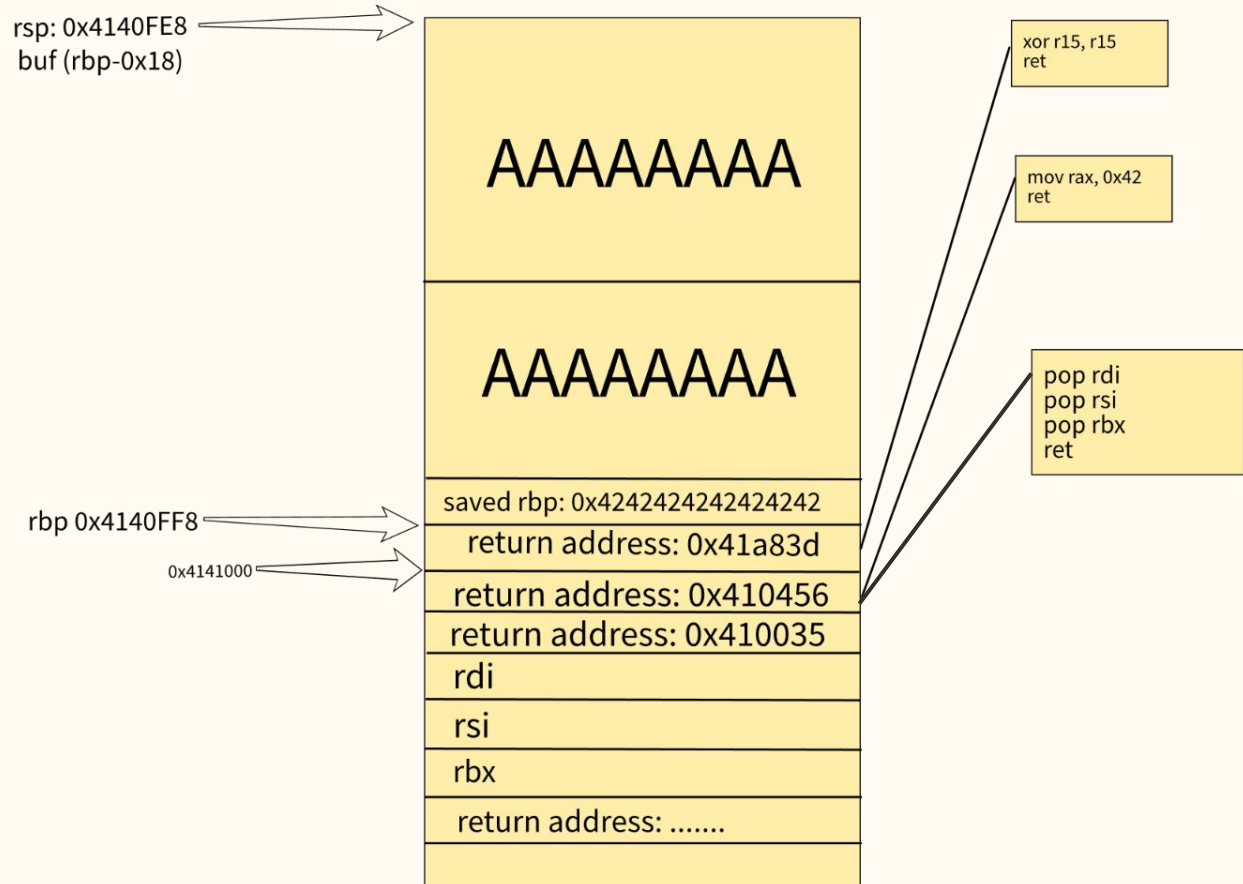 rsp: 0x4140FE8
buf (rbp-0x18)
AAAAAAAA
AAAAAAAA
saved rbp: 0x4242424242424242
rbp 0x4140FF8
return address: 0x41a83d
0x4141000
return address: 0x410456
return address: 0x410035
rdi
rsi
rbx
return address: .......
xor r15, r15
ret
mov rax, 0x42
ret
pop rdi
pop rsi
pop rbx
ret